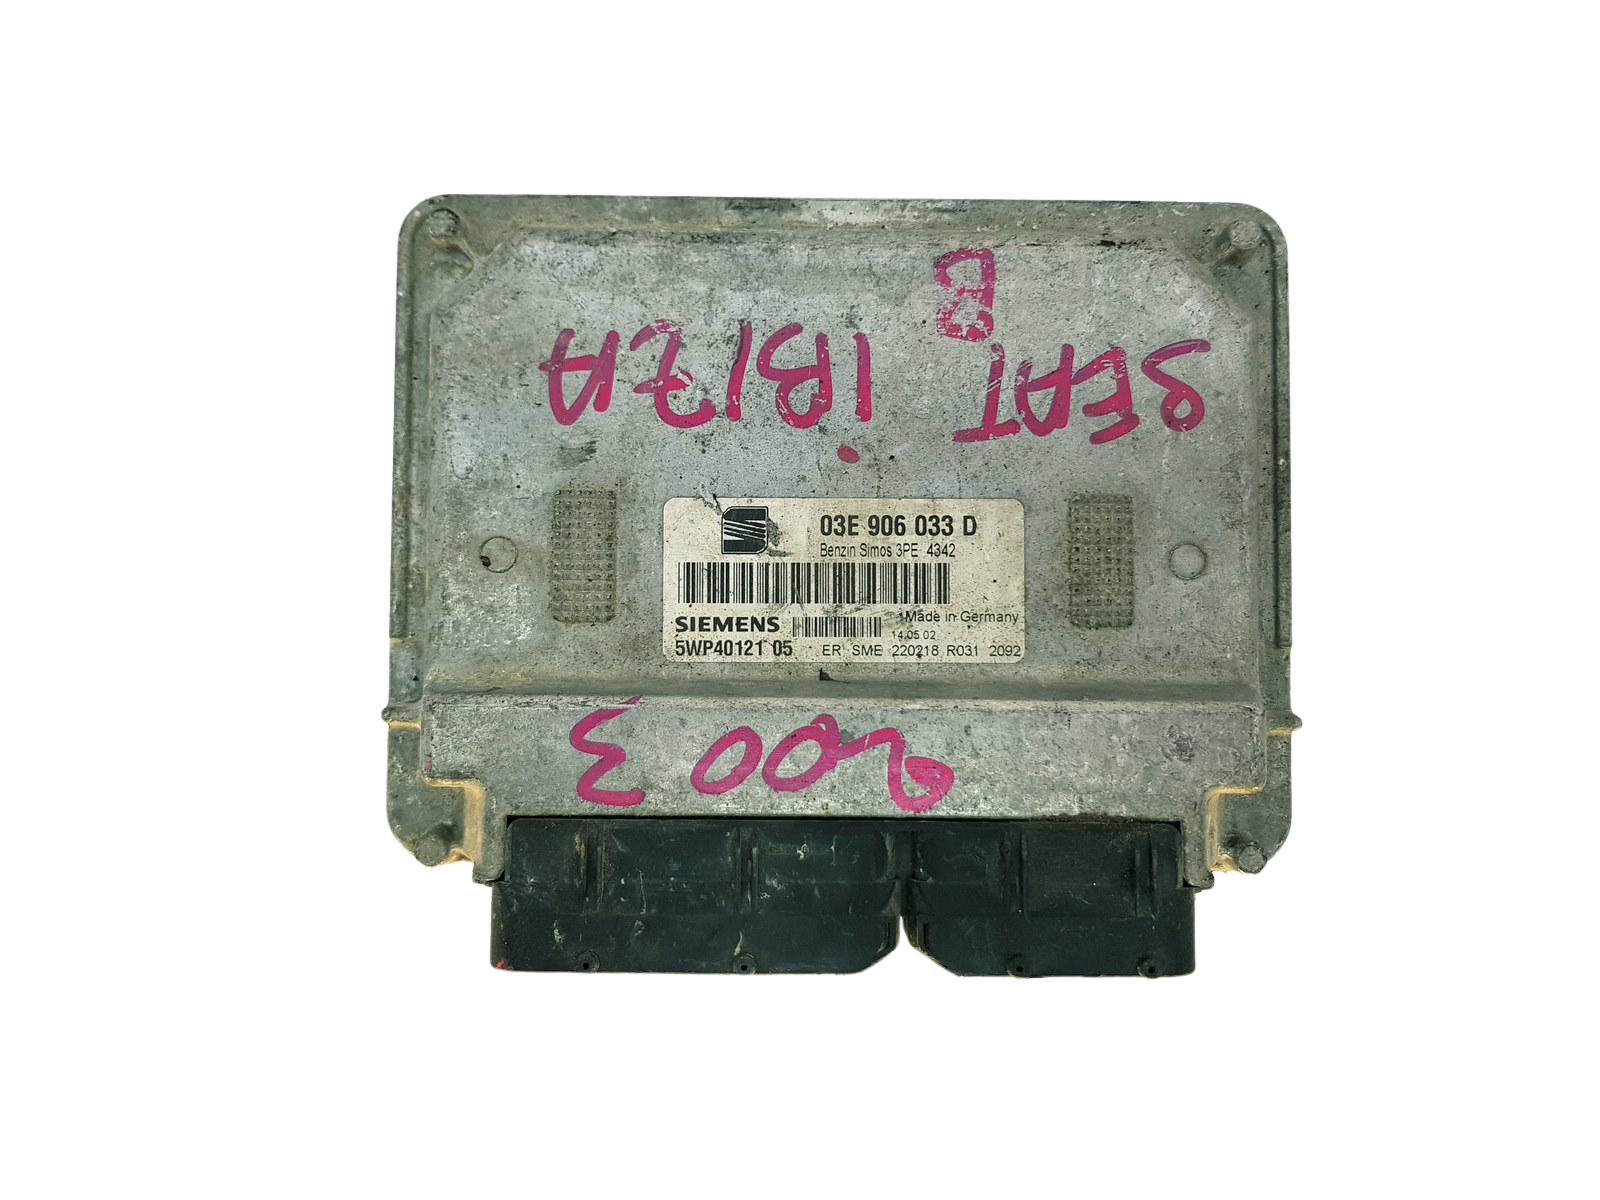 B
SEAT iBIZA
03E 906 033 D
Benzin Simos 3PE 4342
SIEMENS
Made in Germany
14.05.02
5WP40121 05
ER SME 220218 R031 2092
2003